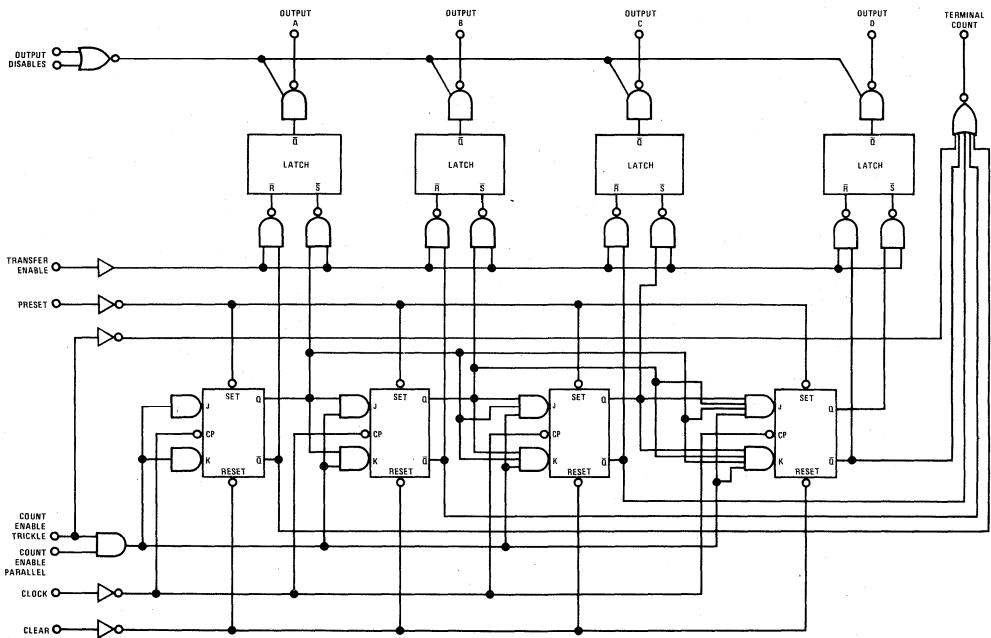 OUTPUT
A
OUTPUT
B
OUTPUT
C
OUTPUT
D
TERMINAL
COUNT
OUTPUT
DISABLES
Q̅
Q̅
Q̅
Q̅
LATCH
LATCH
LATCH
LATCH
R̅
S̅
R̅
S̅
R̅
S̅
R̅
S̅
TRANSFER
ENABLE
PRESET
SET
SET
SET
SET
J
Q
J
Q
J
Q
J
Q
CP
CP
CP
CP
K
Q̅
K
Q̅
K
Q̅
K
Q̅
RESET
RESET
RESET
RESET
COUNT
ENABLE
TRICKLE
COUNT
ENABLE
PARALLEL
CLOCK
CLEAR